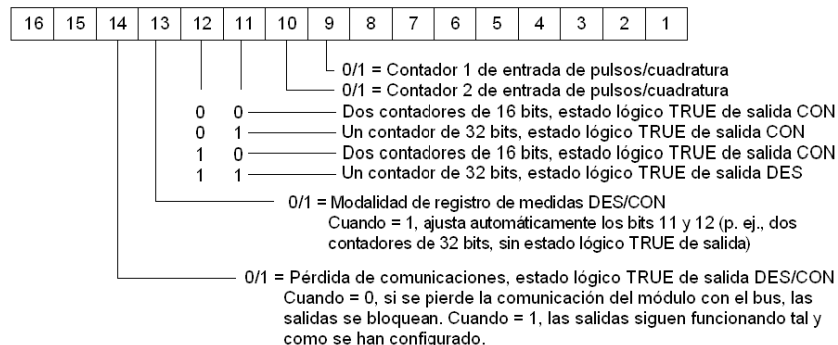 16 15 14 13 12 11 10 9 8 7 6 5 4 3 2 1
0/1 = Contador 1 de entrada de pulsos/cuadratura
0/1 = Contador 2 de entrada de pulsos/cuadratura
0 0 Dos contadores de 16 bits, estado lógico TRUE de salida CON
0 1 Un contador de 32 bits, estado lógico TRUE de salida CON
1 0 Dos contadores de 16 bits, estado lógico TRUE de salida CON
1 1 Un contador de 32 bits, estado lógico TRUE de salida DES
0/1 = Modalidad de registro de medidas DES/CON
Cuando = 1, ajusta automáticamente los bits 11 y 12 (p. ej., dos
contadores de 32 bits, sin estado lógico TRUE de salida)
0/1 = Pérdida de comunicaciones, estado lógico TRUE de salida DES/CON
Cuando = 0, si se pierde la comunicación del módulo con el bus, las
salidas se bloquean. Cuando = 1, las salidas siguen funcionando tal y
como se han configurado.